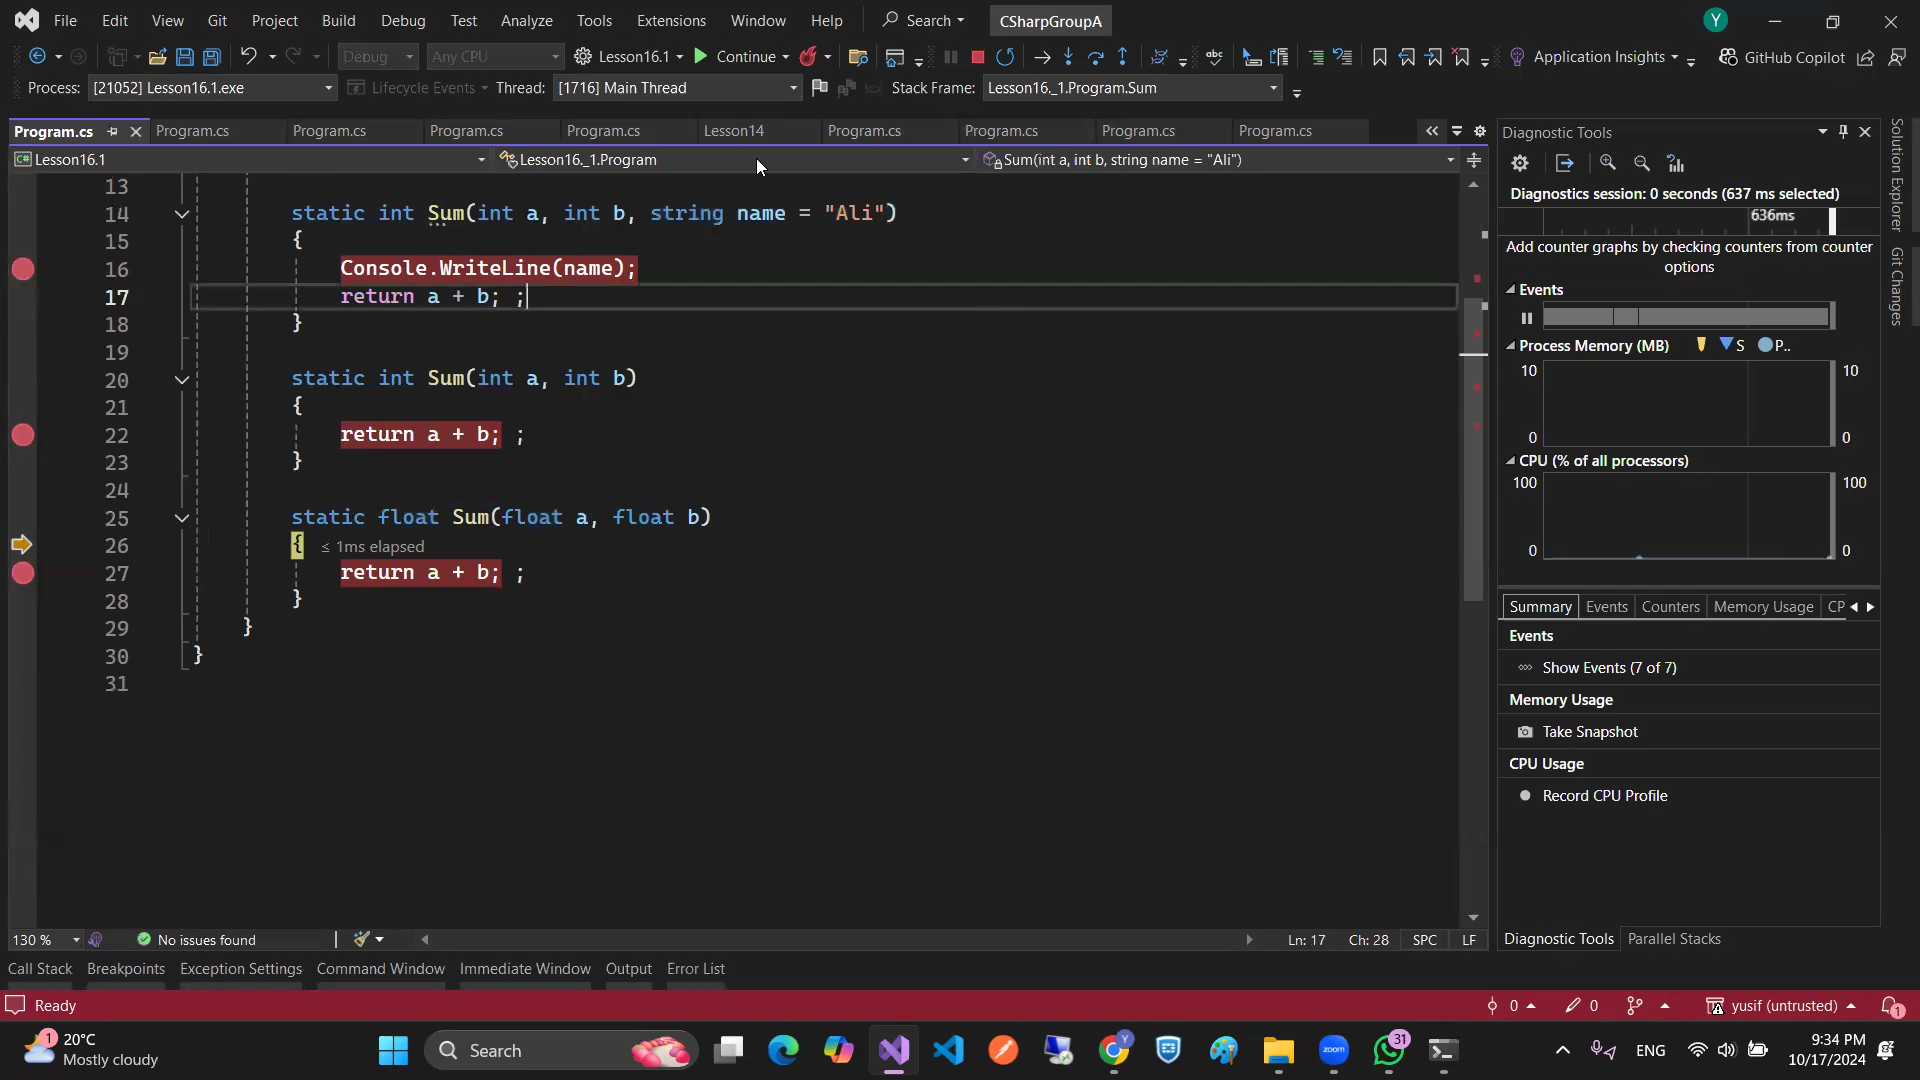 File Edit View Git Project Build Debug Test Analyze Tools Extensions Window Help Search CSharpGroupA Y
Debug Any CPU Lesson16.1 Continue Application Insights GitHub Copilot
Process: [21052] Lesson16.1.exe Lifecycle Events Thread: [1716] Main Thread Stack Frame: Lesson16._1.Program.Sum
Program.cs Program.cs Program.cs Program.cs Program.cs Lesson14 Program.cs Program.cs Program.cs Program.cs
C# Lesson16.1 Lesson16._1.Program Sum(int a, int b, string name = "Ali")
13
14 static int Sum(int a, int b, string name = "Ali")
15 {
16 Console.WriteLine(name);
17 return a + b; ;
18 }
19
20 static int Sum(int a, int b)
21 {
22 return a + b; ;
23 }
24
25 static float Sum(float a, float b)
26 { ≤ 1ms elapsed
27 return a + b; ;
28 }
29 }
30 }
31
130 % No issues found Ln: 17 Ch: 28 SPC LF
Diagnostic Tools
Diagnostics session: 0 seconds (637 ms selected)
636ms
Add counter graphs by checking counters from counter
options
Events
Process Memory (MB) S P..
10 10
0 0
CPU (% of all processors)
100 100
0 0
Summary Events Counters Memory Usage CP
Events
Show Events (7 of 7)
Memory Usage
Take Snapshot
CPU Usage
Record CPU Profile
Diagnostic Tools Parallel Stacks
Solution Explorer
Git Changes
Call Stack Breakpoints Exception Settings Command Window Immediate Window Output Error List
Ready 0 0 yusif (untrusted) 1
1 20°C
Mostly cloudy
Search
zoom
31
ENG
9:34 PM
10/17/2024